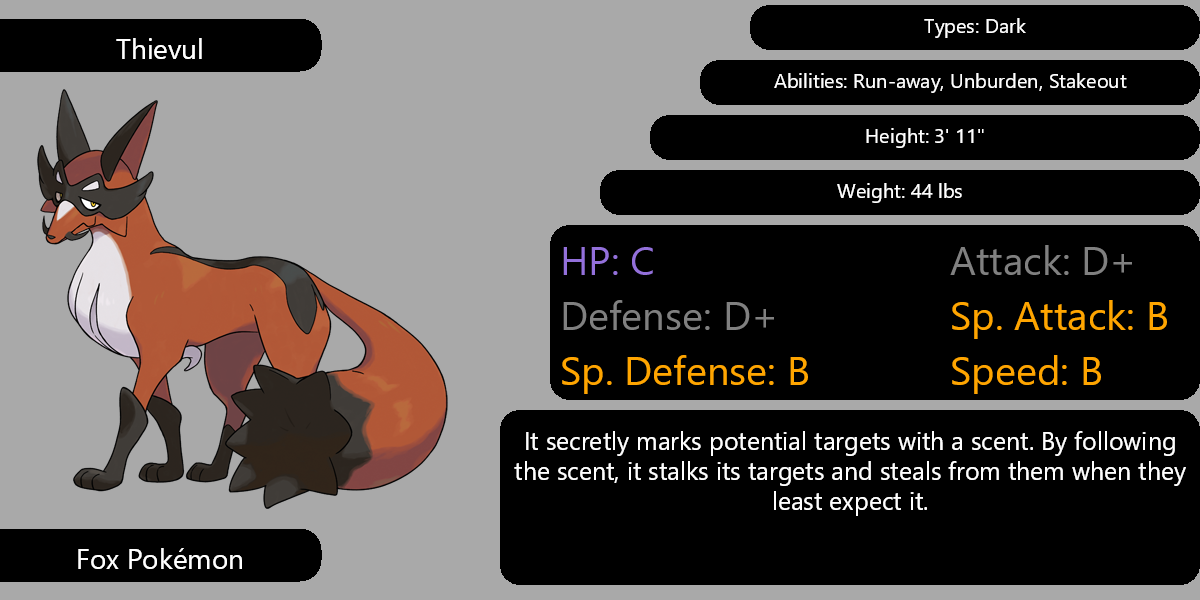 Thievul
Types: Dark
Abilities: Run-away, Unburden, Stakeout
Height: 3' 11"
Weight: 44 lbs
HP: C
Attack: D+
Defense: D+
Sp. Attack: B
Sp. Defense: B
Speed: B
It secretly marks potential targets with a scent. By following
the scent, it stalks its targets and steals from them when they
least expect it.
Fox Pokémon